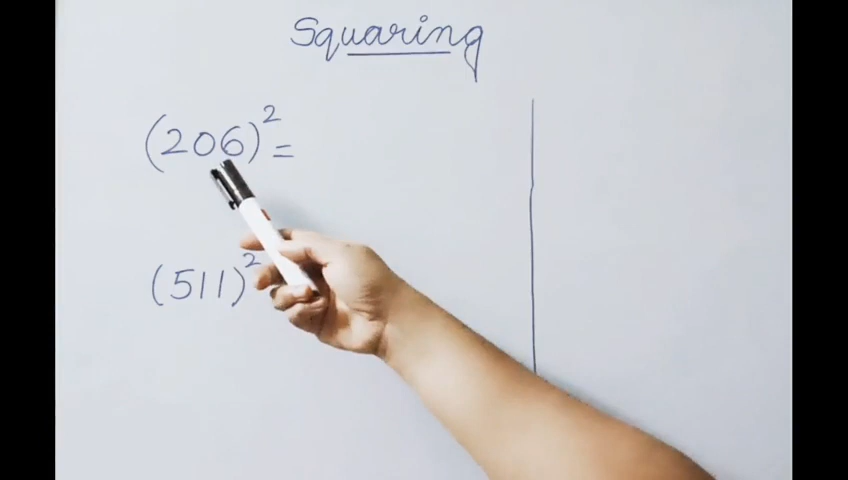 Squaring
(206)² =
(511)²